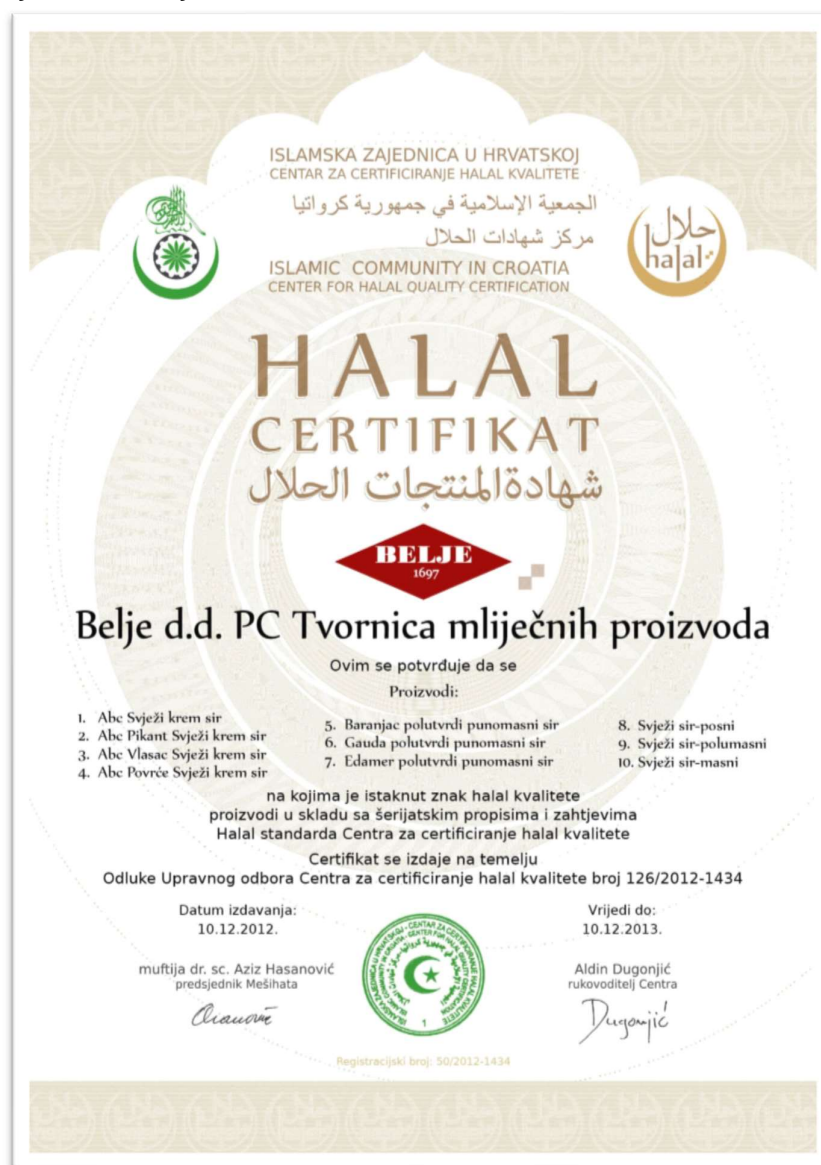 ISLAMSKA ZAJEDNICA U HRVATSKOJ
CENTAR ZA CERTIFICIRANJE HALAL KVALITETE
الجمعية الإسلامية في جمهورية كرواتيا
مركز شهادات الحلال
ISLAMIC COMMUNITY IN CROATIA
CENTER FOR HALAL QUALITY CERTIFICATION
حلال
halal
HALAL
CERTIFIKAT
شهادة المنتجات الحلال
BELJE
1697
Belje d.d. PC Tvornica mliječnih proizvoda
Ovim se potvrđuje da se
Proizvodi:
1. Abc Svježi krem sir
2. Abc Pikant Svježi krem sir
3. Abc Vlasac Svježi krem sir
4. Abc Povrće Svježi krem sir
5. Baranjac polutvrdi punomasni sir
6. Gauda polutvrdi punomasni sir
7. Edamer polutvrdi punomasni sir
8. Svježi sir-posni
9. Svježi sir-polumasni
10. Svježi sir-masni
na kojima je istaknut znak halal kvalitete
proizvodi u skladu sa šerijatskim propisima i zahtjevima
Halal standarda Centra za certificiranje halal kvalitete
Certifikat se izdaje na temelju
Odluke Upravnog odbora Centra za certificiranje halal kvalitete broj 126/2012-1434
Datum izdavanja:
10.12.2012.
Vrijedi do:
10.12.2013.
muftija dr. sc. Aziz Hasanović
predsjednik Mešihata
Aldin Dugonjić
rukovoditelj Centra
Dugonjić
1
Registracijski broj: 50/2012-1434